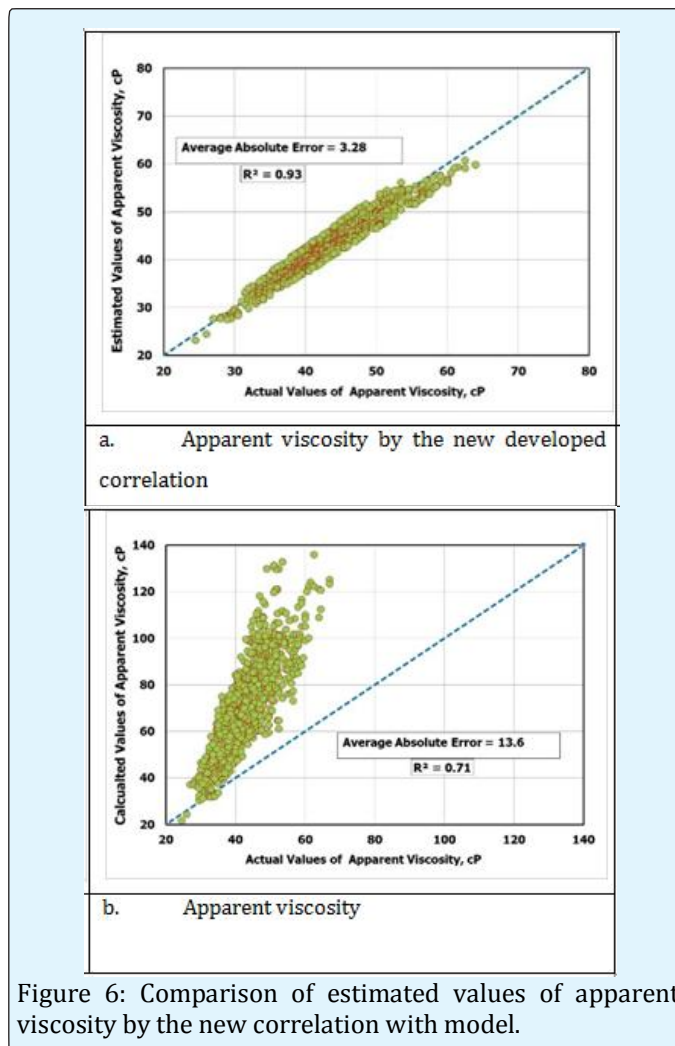 80
70
60
50
40
30
20
Estimated Values of Apparent Viscosity, cP
Average Absolute Error = 3.28
R² = 0.93
20 30 40 50 60 70 80
Actual Values of Apparent Viscosity, cP
a. Apparent viscosity by the new developed
correlation
140
120
100
80
60
40
20
Calcualted Values of Apparent Viscosity, cP
Average Absolute Error = 13.6
R² = 0.71
20 40 60 80 100 120 140
Actual Values of Apparent Viscosity, cP
b. Apparent viscosity
Figure 6: Comparison of estimated values of apparent
viscosity by the new correlation with model.